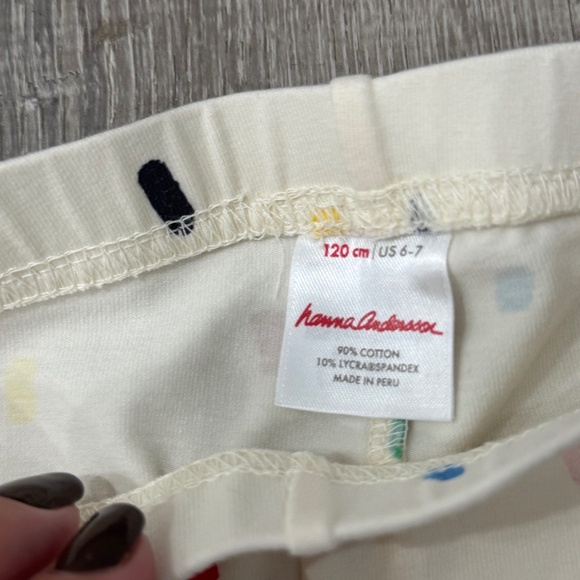 120 cm | US 6-7
hanna andersson
90% COTTON
10% LYCRA®SPANDEX
MADE IN PERU